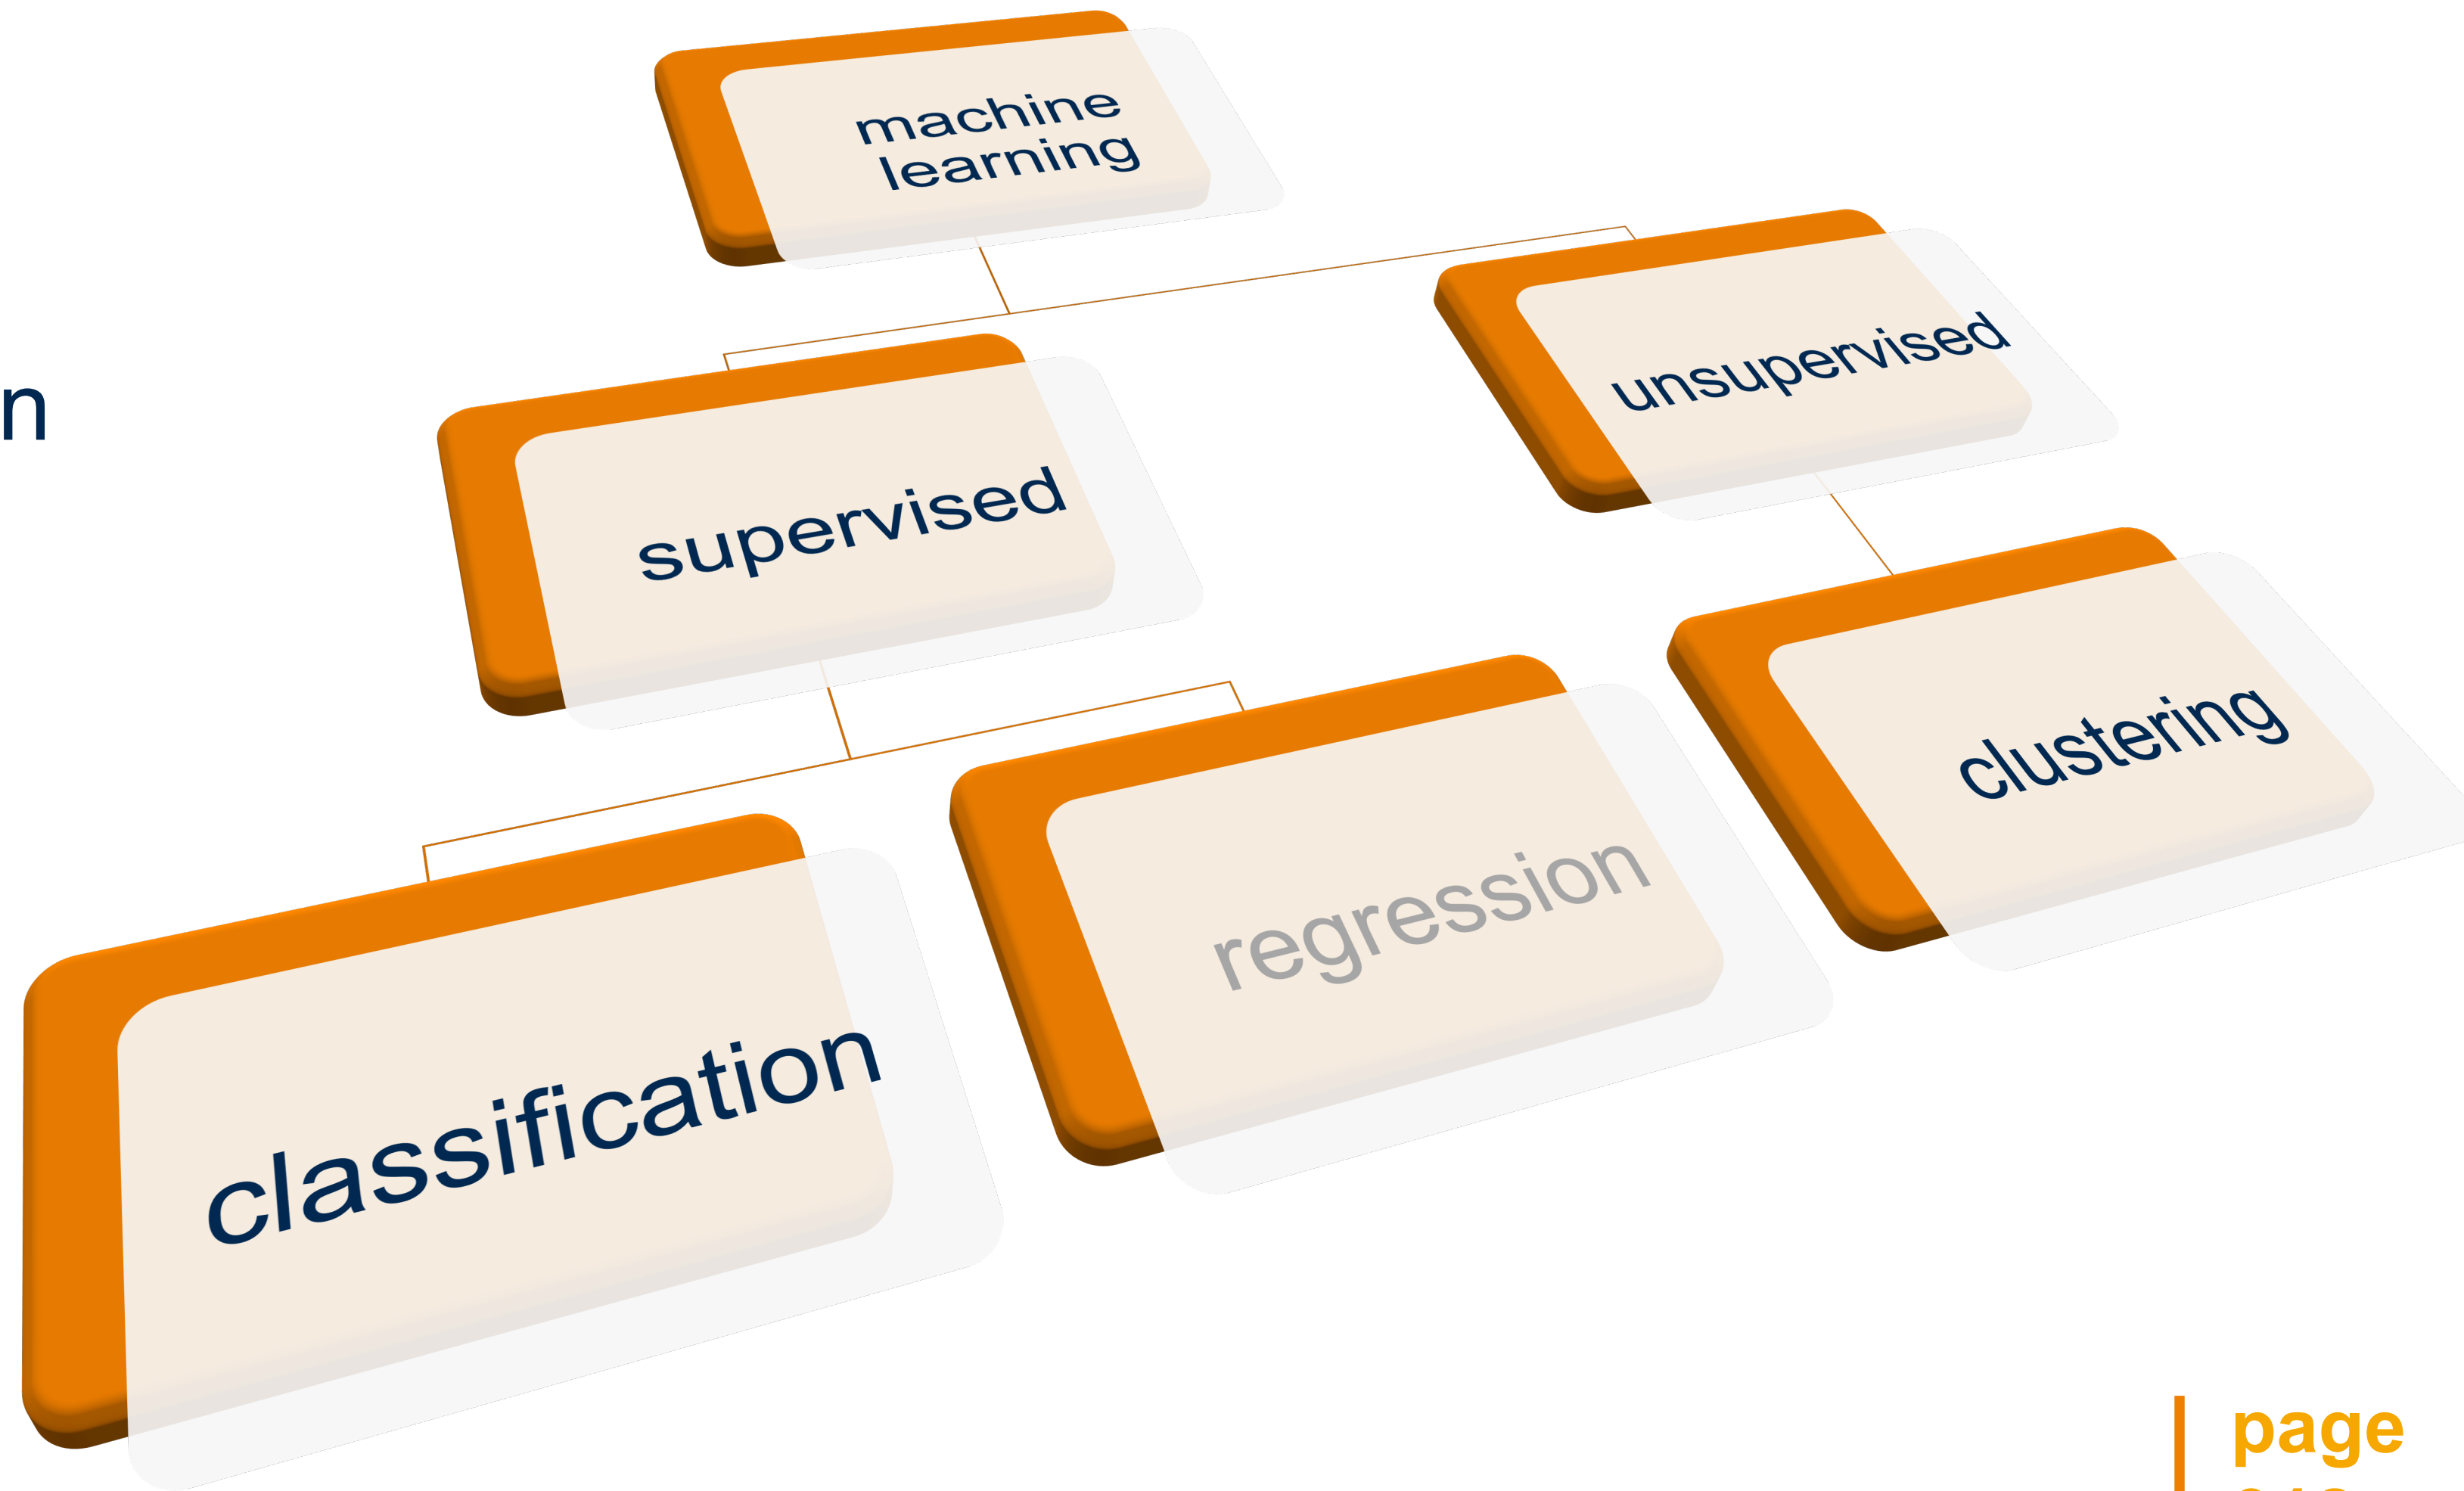 machine
learning
n
supervised
unsupervised
classification
regression
clustering
page